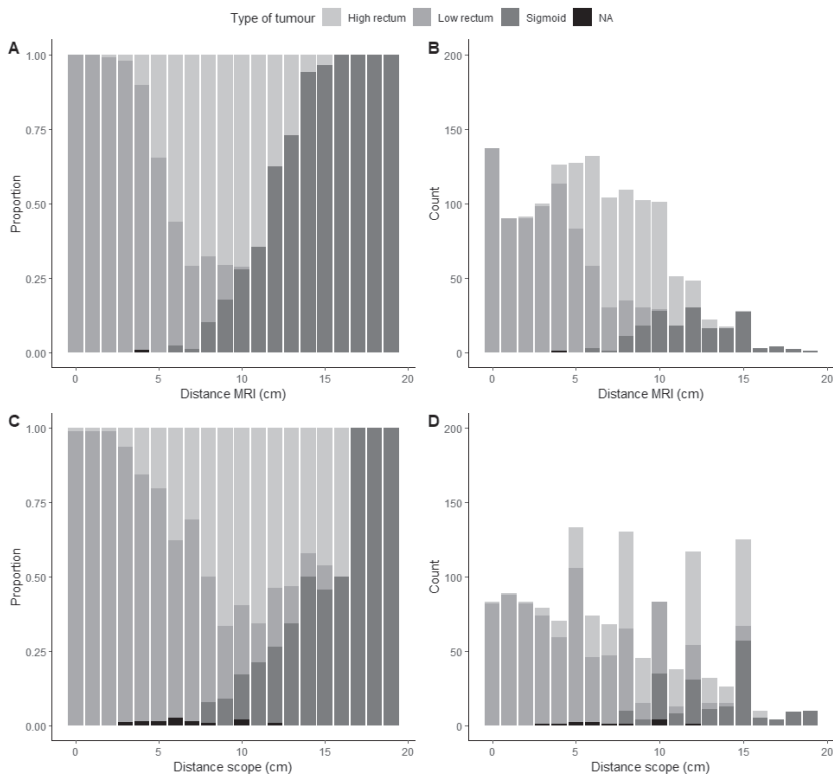 Type of tumour High rectum Low rectum Sigmoid NA
A
1.00
0.75
0.50
0.25
0.00
Proportion
0 5 10 15 20
Distance MRI (cm)
B
200
150
100
50
0
Count
0 5 10 15 20
Distance MRI (cm)
C
1.00
0.75
0.50
0.25
0.00
Proportion
0 5 10 15 20
Distance scope (cm)
D
200
150
100
50
0
Count
0 5 10 15 20
Distance scope (cm)